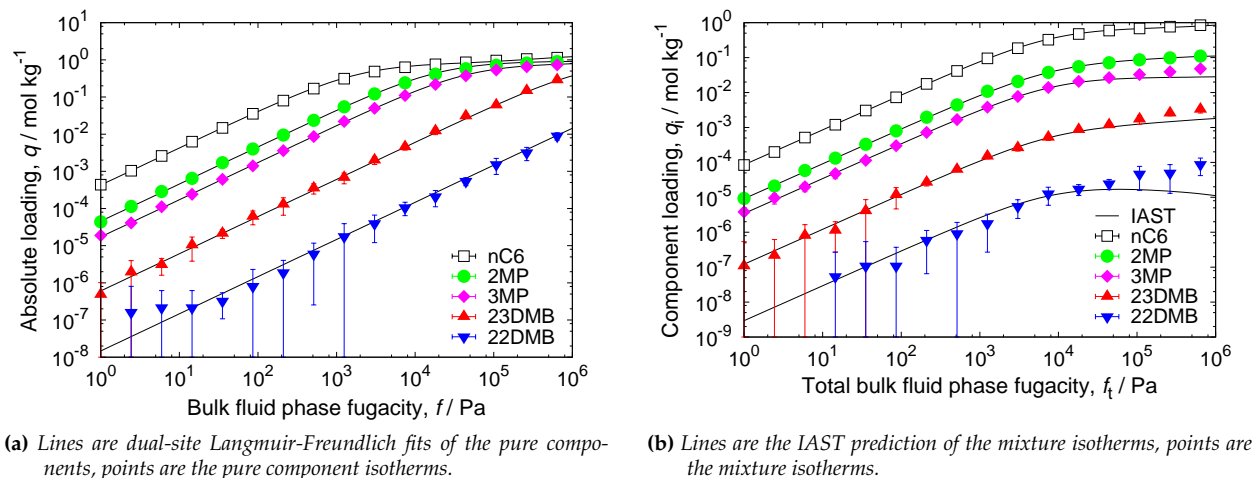 10^1
10^0
10^-1
10^-2
10^-3
10^-4
10^-5
10^-6
10^-7
10^-8
Absolute loading, q / mol kg^-1
nC6
2MP
3MP
23DMB
22DMB
10^0 10^1 10^2 10^3 10^4 10^5 10^6
Bulk fluid phase fugacity, f / Pa
(a) Lines are dual-site Langmuir-Freundlich fits of the pure compo-
nents, points are the pure component isotherms.
10^0
10^-1
10^-2
10^-3
10^-4
10^-5
10^-6
10^-7
10^-8
10^-9
Component loading, q_i / mol kg^-1
IAST
nC6
2MP
3MP
23DMB
22DMB
10^0 10^1 10^2 10^3 10^4 10^5 10^6
Total bulk fluid phase fugacity, f_t / Pa
(b) Lines are the IAST prediction of the mixture isotherms, points are
the mixture isotherms.